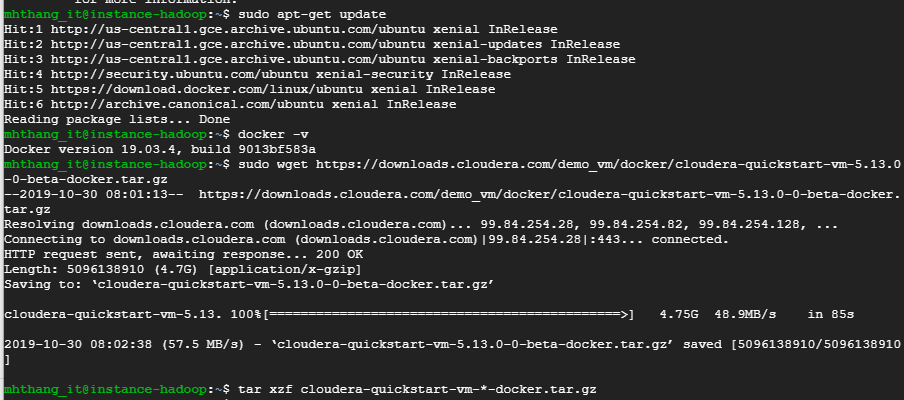 for more information.
mhthang_it@instance-hadoop:~$ sudo apt-get update
Hit:1 http://us-central1.gce.archive.ubuntu.com/ubuntu xenial InRelease
Hit:2 http://us-central1.gce.archive.ubuntu.com/ubuntu xenial-updates InRelease
Hit:3 http://us-central1.gce.archive.ubuntu.com/ubuntu xenial-backports InRelease
Hit:4 http://security.ubuntu.com/ubuntu xenial-security InRelease
Hit:5 https://download.docker.com/linux/ubuntu xenial InRelease
Hit:6 http://archive.canonical.com/ubuntu xenial InRelease
Reading package lists... Done
mhthang_it@instance-hadoop:~$ docker -v
Docker version 19.03.4, build 9013bf583a
mhthang_it@instance-hadoop:~$ sudo wget https://downloads.cloudera.com/demo_vm/docker/cloudera-quickstart-vm-5.13.0
-0-beta-docker.tar.gz
--2019-10-30 08:01:13--  https://downloads.cloudera.com/demo_vm/docker/cloudera-quickstart-vm-5.13.0-0-beta-docker.
tar.gz
Resolving downloads.cloudera.com (downloads.cloudera.com)... 99.84.254.28, 99.84.254.82, 99.84.254.128, ...
Connecting to downloads.cloudera.com (downloads.cloudera.com)|99.84.254.28|:443... connected.
HTTP request sent, awaiting response... 200 OK
Length: 5096138910 (4.7G) [application/x-gzip]
Saving to: ‘cloudera-quickstart-vm-5.13.0-0-beta-docker.tar.gz’
cloudera-quickstart-vm-5.13. 100%[============================================>]   4.75G  48.9MB/s    in 85s
2019-10-30 08:02:38 (57.5 MB/s) - ‘cloudera-quickstart-vm-5.13.0-0-beta-docker.tar.gz’ saved [5096138910/5096138910
]
mhthang_it@instance-hadoop:~$ tar xzf cloudera-quickstart-vm-*-docker.tar.gz